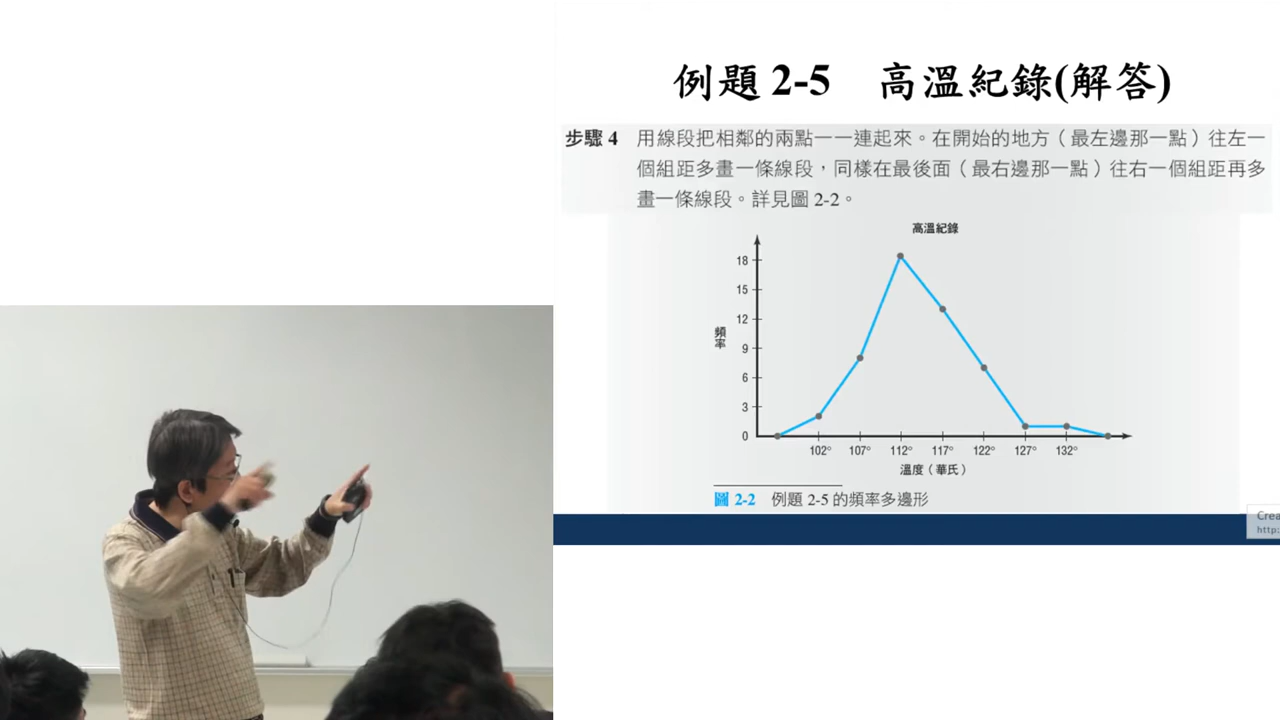 例題 2-5 高溫紀錄(解答)
步驟 4 用線段把相鄰的兩點一一連起來。在開始的地方（最左邊那一點）往左一
個組距多畫一條線段，同樣在最後面（最右邊那一點）往右一個組距再多
畫一條線段。詳見圖 2-2。
高溫紀錄
18
15
12
9
6
3
0
頻率
102° 107° 112° 117° 122° 127° 132°
溫度（華氏）
圖 2-2 例題 2-5 的頻率多邊形
Crea
http: